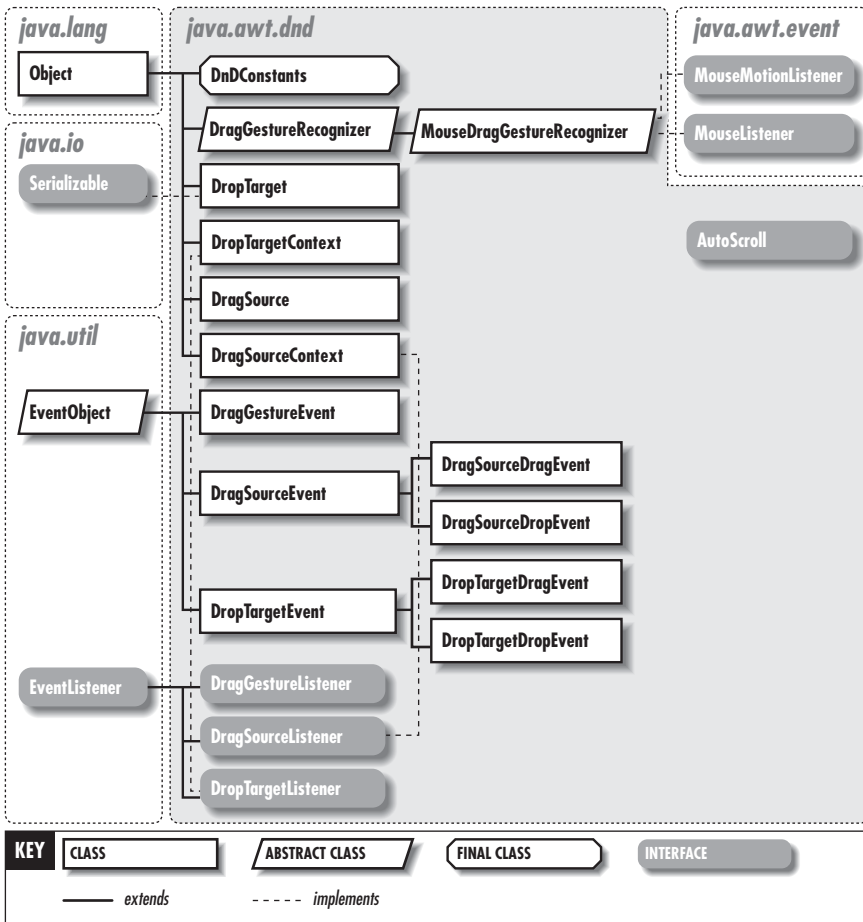 java.lang
java.awt.dnd
java.awt.event
Object
DnDConstants
MouseMotionListener
DragGestureRecognizer
MouseDragGestureRecognizer
MouseListener
java.io
Serializable
DropTarget
DropTargetContext
AutoScroll
DragSource
java.util
DragSourceContext
EventObject
DragGestureEvent
DragSourceDragEvent
DragSourceEvent
DragSourceDropEvent
DropTargetDragEvent
DropTargetEvent
DropTargetDropEvent
EventListener
DragGestureListener
DragSourceListener
DropTargetListener
KEY
CLASS
ABSTRACT CLASS
FINAL CLASS
INTERFACE
extends
implements